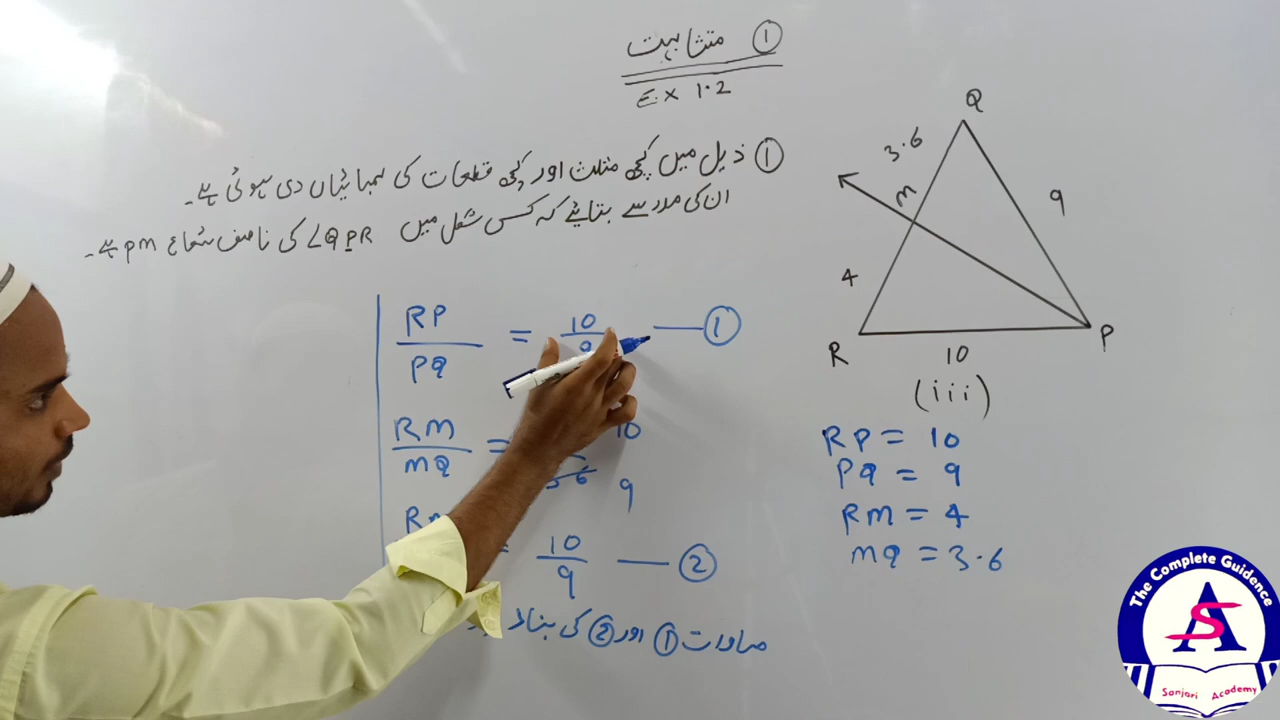 ① متشابہت
Ex 1.2
① ذیل میں کچھ مثلث اور کچھ قطعات کی لمبائیاں دی ہوئی ہے۔
ان کی مدد سے بتایئے کہ کس شکل میں ∠QPR کی ناصف شعاع PM ہے۔
Q
3.6
M
9
4
R
10
P
(iii)
RP = 10
PQ = 9
RM = 4
MQ = 3.6
RP/PQ = 10/9 — ①
RM/MQ =
10
36
9
10/9 — ②
مساوات ① اور ② کی بناء
The Complete Guidence
AS
Sanjari Academy